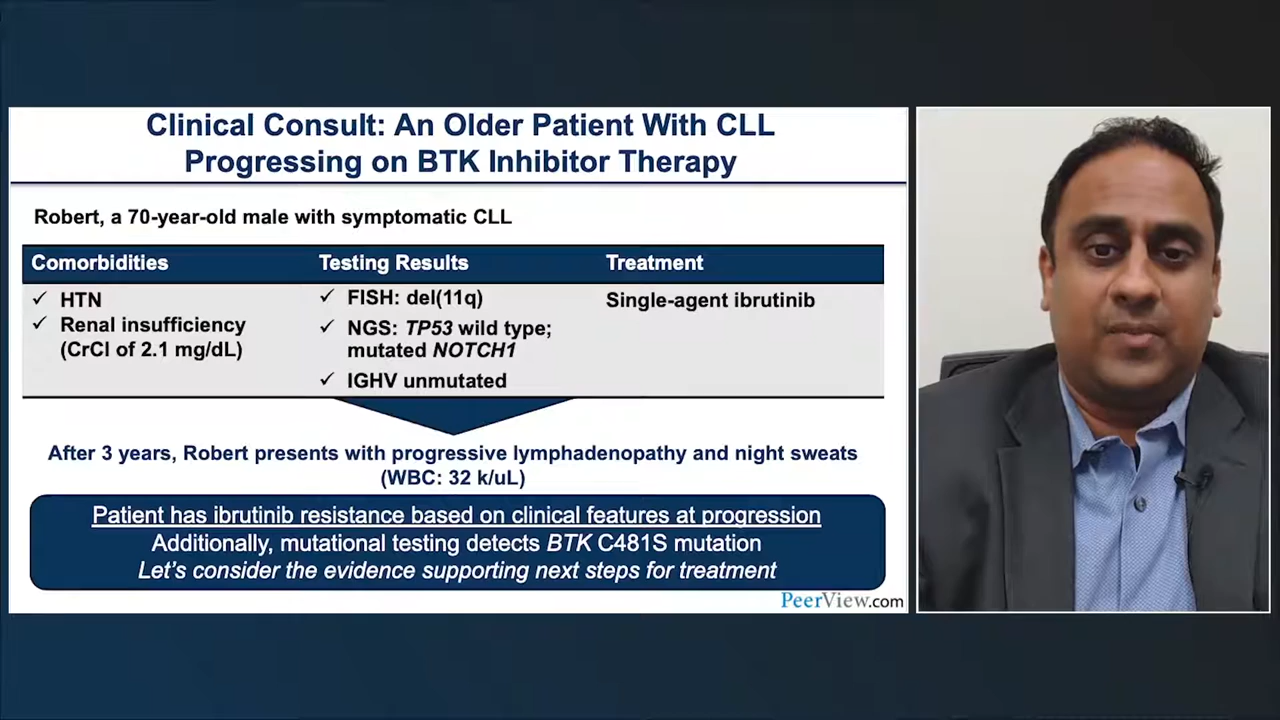 Clinical Consult: An Older Patient With CLL
Progressing on BTK Inhibitor Therapy
Robert, a 70-year-old male with symptomatic CLL
Comorbidities
✓ HTN
✓ Renal insufficiency
(CrCl of 2.1 mg/dL)
Testing Results
✓ FISH: del(11q)
✓ NGS: TP53 wild type;
mutated NOTCH1
✓ IGHV unmutated
Treatment
Single-agent ibrutinib
After 3 years, Robert presents with progressive lymphadenopathy and night sweats
(WBC: 32 k/uL)
Patient has ibrutinib resistance based on clinical features at progression
Additionally, mutational testing detects BTK C481S mutation
Let's consider the evidence supporting next steps for treatment
PeerView.com